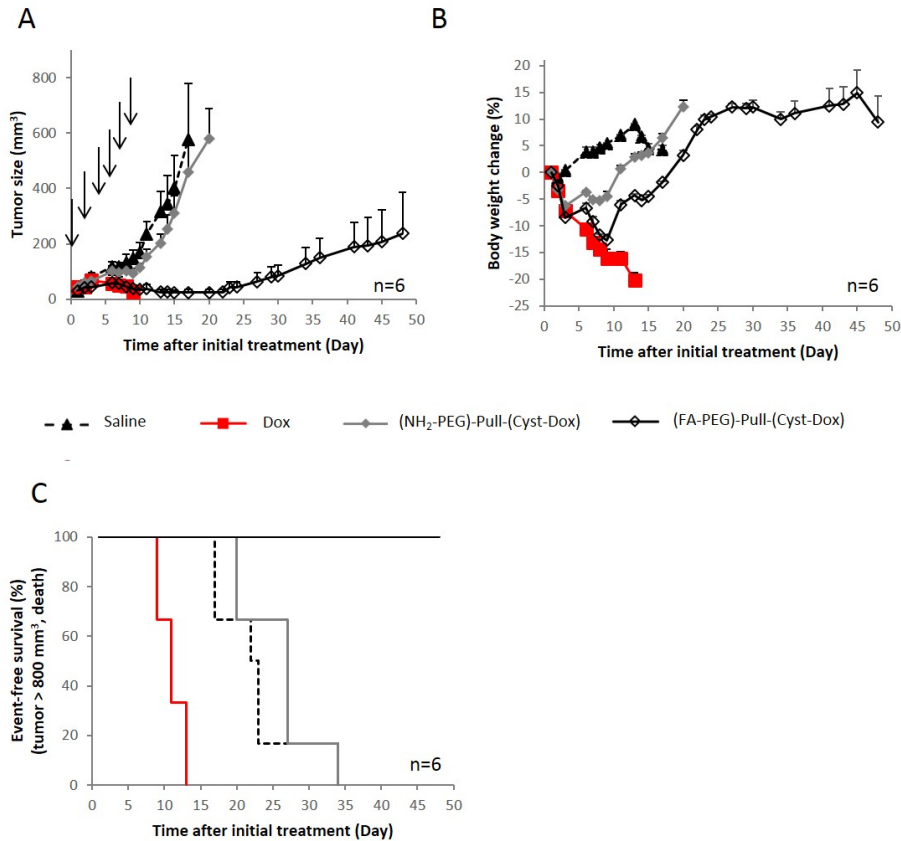 A
B
Tumor size (mm³)
800
600
400
200
0
0 5 10 15 20 25 30 35 40 45 50
Time after initial treatment (Day)
n=6
Body weight change (%)
20
15
10
5
0
-5
-10
-15
-20
-25
0 5 10 15 20 25 30 35 40 45 50
Time after initial treatment (Day)
n=6
Saline
Dox
(NH₂-PEG)-Pull-(Cyst-Dox)
(FA-PEG)-Pull-(Cyst-Dox)
C
Event-free survival (%)
(tumor > 800 mm³, death)
100
80
60
40
20
0
0 5 10 15 20 25 30 35 40 45 50
Time after initial treatment (Day)
n=6